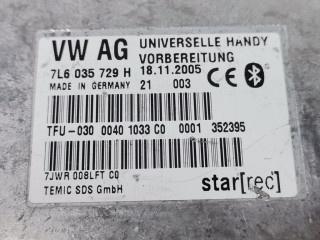 VW AG UNIVERSELLE HANDY
VORBEREITUNG
7L6 035 729 H 18.11.2005
MADE IN GERMANY 21 003 CE
TFU-030 0040 1033 C0 0001 352395
7JWR 008LFT C0
TEMIC SDS GmbH star[rec]